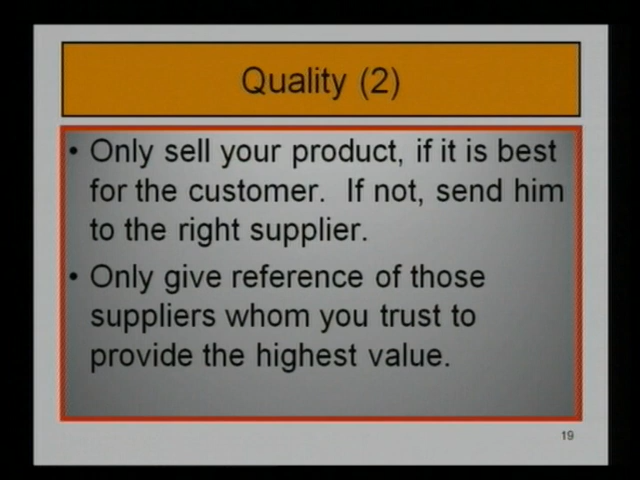 Quality (2)
• Only sell your product, if it is best
for the customer. If not, send him
to the right supplier.
• Only give reference of those
suppliers whom you trust to
provide the highest value.
19